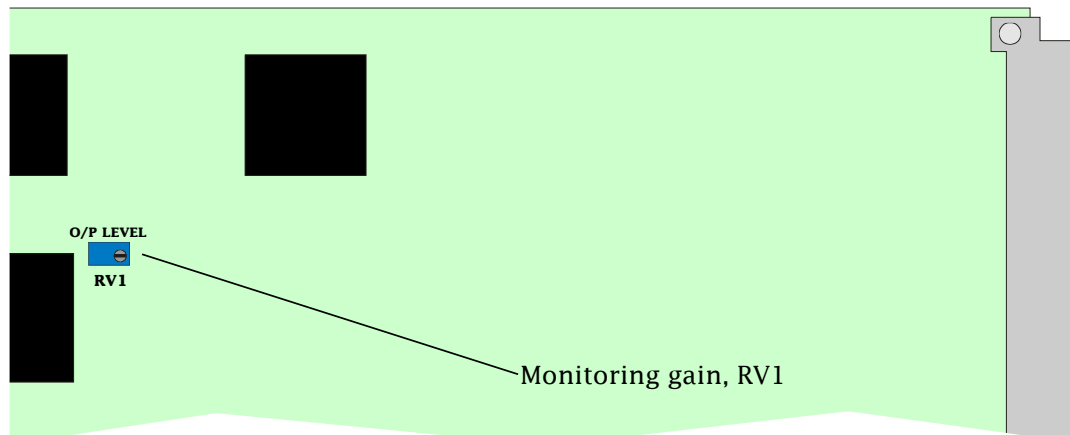 O/P LEVEL
RV1
Monitoring gain, RV1